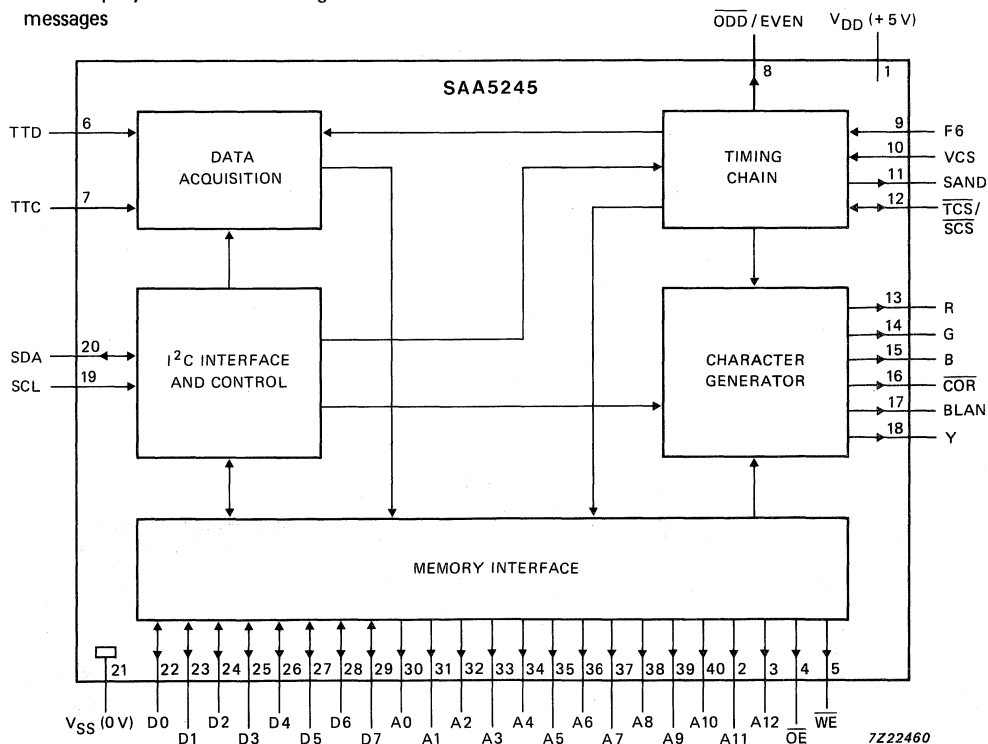 messages
ODD / EVEN
V_DD (+ 5 V)
8
1
SAA5245
TTD
6
DATA
ACQUISITION
TTC
7
TIMING
CHAIN
9
F6
10
VCS
11
SAND
12
TCS/
SCS
SDA
20
SCL
19
I²C INTERFACE
AND CONTROL
CHARACTER
GENERATOR
13
R
14
G
15
B
16
COR
17
BLAN
18
Y
MEMORY INTERFACE
21 22 23 24 25 26 27 28 29 30 31 32 33 34 35 36 37 38 39 40 2 3 4 5
V_SS (0 V) D0 D2 D4 D6 A0 A2 A4 A6 A8 A10 A12 WE
D1 D3 D5 D7 A1 A3 A5 A7 A9 A11 OE
7Z22460